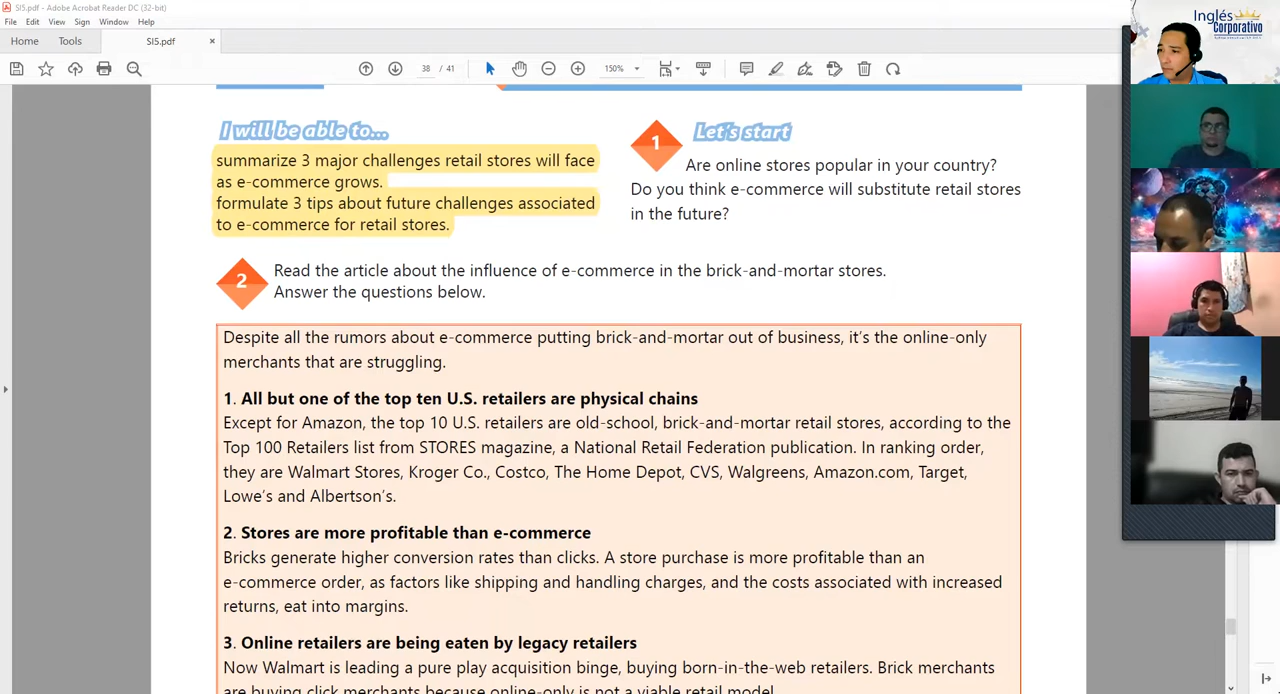 SI5.pdf - Adobe Acrobat Reader DC (32-bit)
File Edit View Sign Window Help
Home Tools SI5.pdf ×
38 / 41 150%
I will be able to...
summarize 3 major challenges retail stores will face
as e-commerce grows.
formulate 3 tips about future challenges associated
to e-commerce for retail stores.
1 Let's start
Are online stores popular in your country?
Do you think e-commerce will substitute retail stores
in the future?
2 Read the article about the influence of e-commerce in the brick-and-mortar stores.
Answer the questions below.
Despite all the rumors about e-commerce putting brick-and-mortar out of business, it's the online-only
merchants that are struggling.
1. All but one of the top ten U.S. retailers are physical chains
Except for Amazon, the top 10 U.S. retailers are old-school, brick-and-mortar retail stores, according to the
Top 100 Retailers list from STORES magazine, a National Retail Federation publication. In ranking order,
they are Walmart Stores, Kroger Co., Costco, The Home Depot, CVS, Walgreens, Amazon.com, Target,
Lowe's and Albertson's.
2. Stores are more profitable than e-commerce
Bricks generate higher conversion rates than clicks. A store purchase is more profitable than an
e-commerce order, as factors like shipping and handling charges, and the costs associated with increased
returns, eat into margins.
3. Online retailers are being eaten by legacy retailers
Now Walmart is leading a pure play acquisition binge, buying born-in-the-web retailers. Brick merchants
are buying click merchants because online-only is not a viable retail model.
Inglés
Corporativo